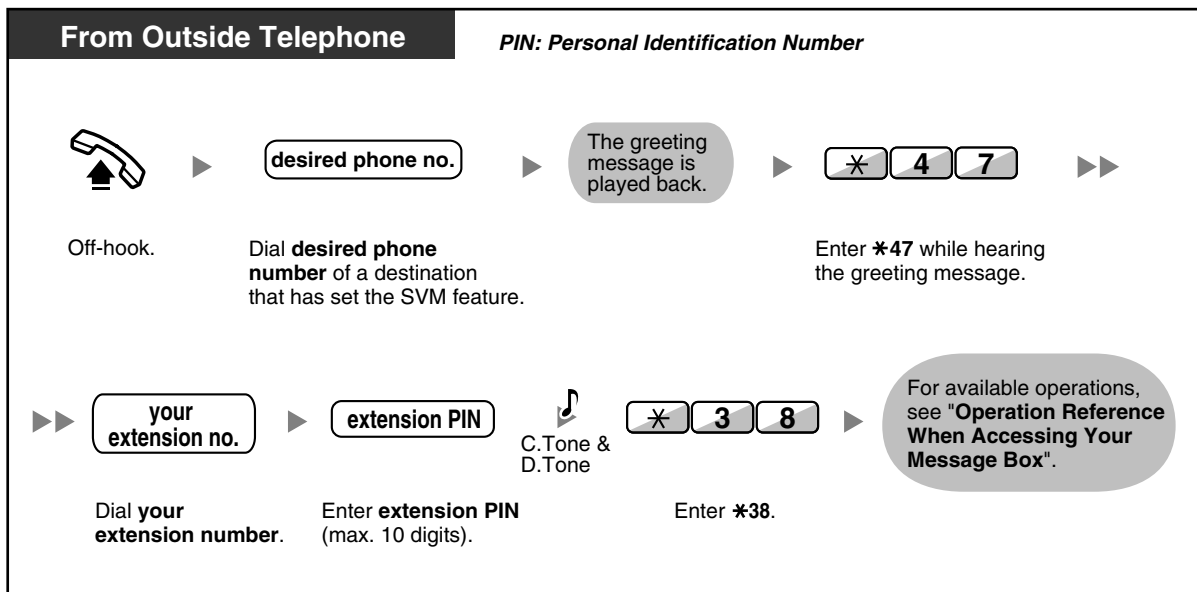 From Outside Telephone
PIN: Personal Identification Number
desired phone no.
The greeting
message is
played back.
* 4 7
Off-hook.
Dial desired phone
number of a destination
that has set the SVM feature.
Enter *47 while hearing
the greeting message.
your
extension no.
extension PIN
C.Tone &
D.Tone
* 3 8
For available operations,
see "Operation Reference
When Accessing Your
Message Box".
Dial your
extension number.
Enter extension PIN
(max. 10 digits).
Enter *38.